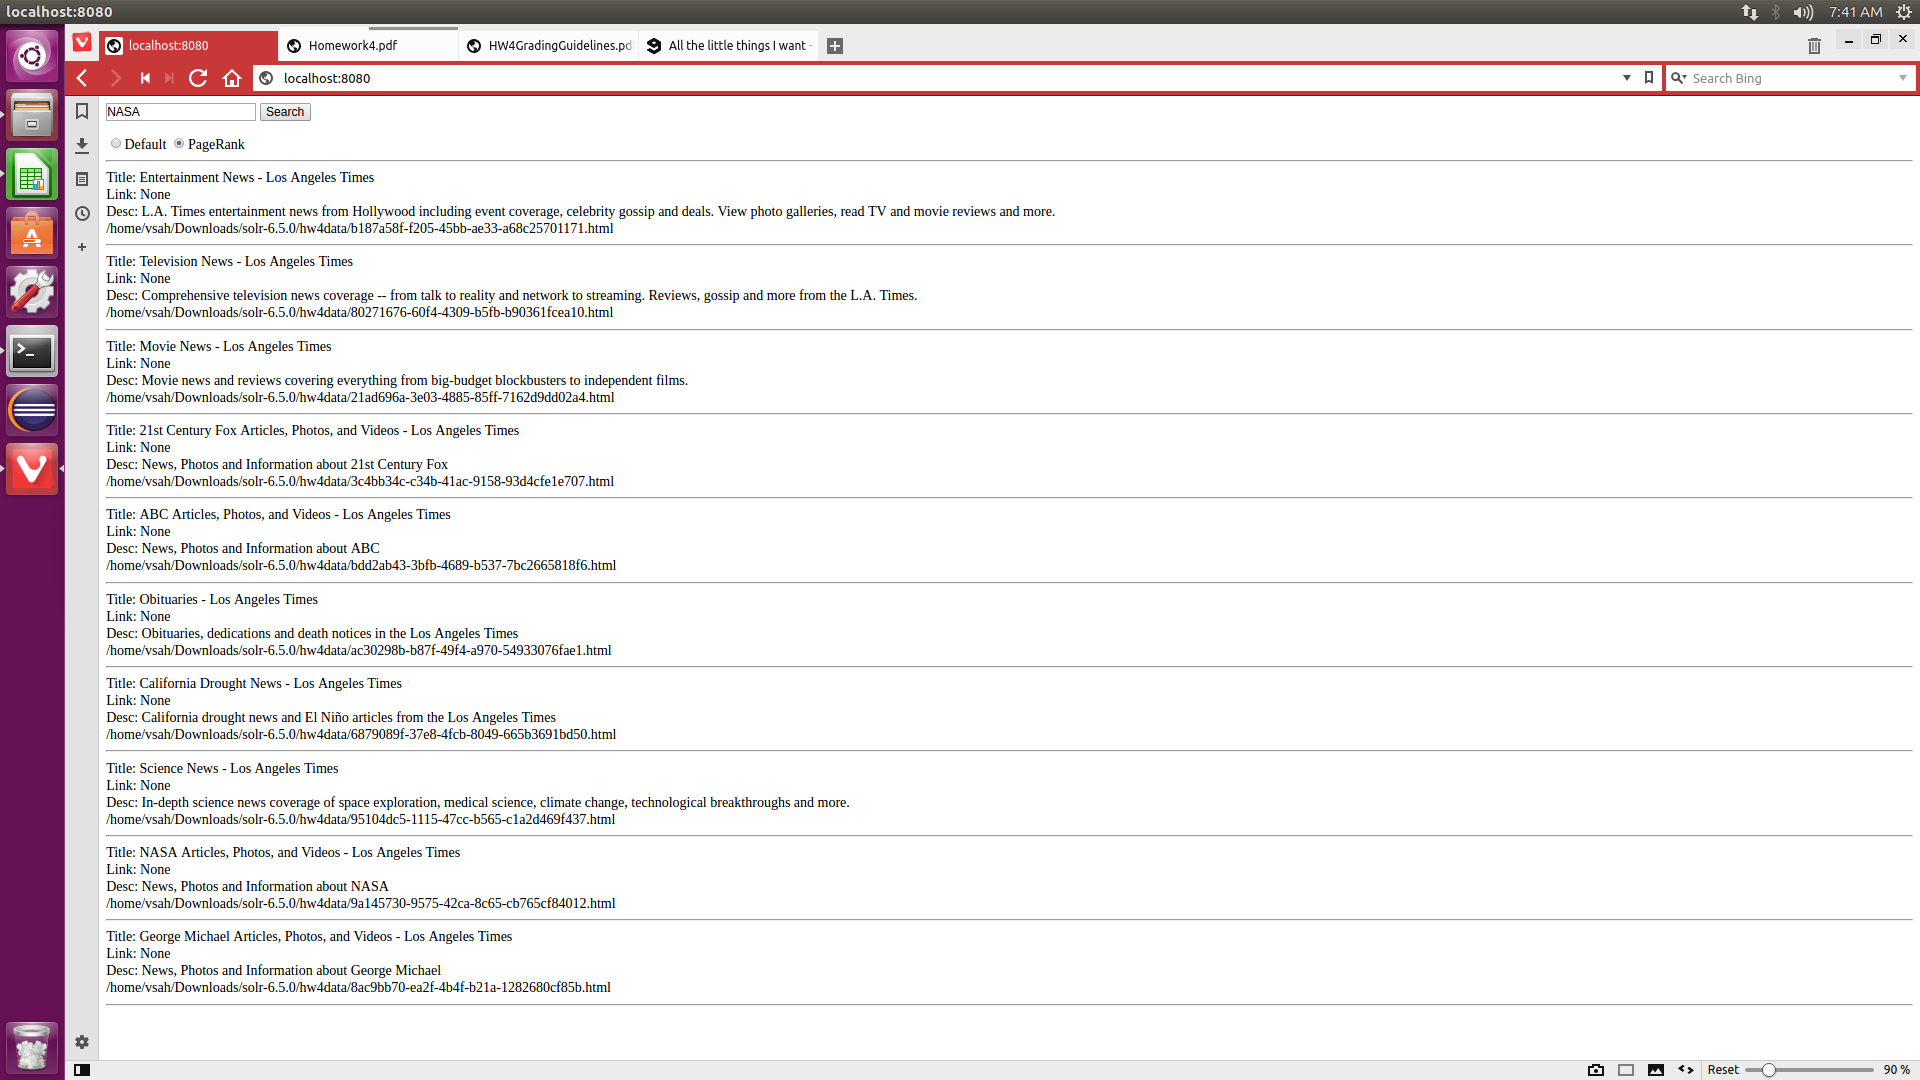 localhost:8080
7:41 AM
localhost:8080
Homework4.pdf
HW4GradingGuidelines.pd
All the little things I want
localhost:8080
Search Bing
NASA
Search
Default PageRank
Title: Entertainment News - Los Angeles Times
Link: None
Desc: L.A. Times entertainment news from Hollywood including event coverage, celebrity gossip and deals. View photo galleries, read TV and movie reviews and more.
/home/vsah/Downloads/solr-6.5.0/hw4data/b187a58f-f205-45bb-ae33-a68c25701171.html
Title: Television News - Los Angeles Times
Link: None
Desc: Comprehensive television news coverage -- from talk to reality and network to streaming. Reviews, gossip and more from the L.A. Times.
/home/vsah/Downloads/solr-6.5.0/hw4data/80271676-60f4-4309-b5fb-b90361fcea10.html
Title: Movie News - Los Angeles Times
Link: None
Desc: Movie news and reviews covering everything from big-budget blockbusters to independent films.
/home/vsah/Downloads/solr-6.5.0/hw4data/21ad696a-3e03-4885-85ff-7162d9dd02a4.html
Title: 21st Century Fox Articles, Photos, and Videos - Los Angeles Times
Link: None
Desc: News, Photos and Information about 21st Century Fox
/home/vsah/Downloads/solr-6.5.0/hw4data/3c4bb34c-c34b-41ac-9158-93d4cfe1e707.html
Title: ABC Articles, Photos, and Videos - Los Angeles Times
Link: None
Desc: News, Photos and Information about ABC
/home/vsah/Downloads/solr-6.5.0/hw4data/bdd2ab43-3bfb-4689-b537-7bc2665818f6.html
Title: Obituaries - Los Angeles Times
Link: None
Desc: Obituaries, dedications and death notices in the Los Angeles Times
/home/vsah/Downloads/solr-6.5.0/hw4data/ac30298b-b87f-49f4-a970-54933076fae1.html
Title: California Drought News - Los Angeles Times
Link: None
Desc: California drought news and El Niño articles from the Los Angeles Times
/home/vsah/Downloads/solr-6.5.0/hw4data/6879089f-37e8-4fcb-8049-665b3691bd50.html
Title: Science News - Los Angeles Times
Link: None
Desc: In-depth science news coverage of space exploration, medical science, climate change, technological breakthroughs and more.
/home/vsah/Downloads/solr-6.5.0/hw4data/95104dc5-1115-47cc-b565-c1a2d469f437.html
Title: NASA Articles, Photos, and Videos - Los Angeles Times
Link: None
Desc: News, Photos and Information about NASA
/home/vsah/Downloads/solr-6.5.0/hw4data/9a145730-9575-42ca-8c65-cb765cf84012.html
Title: George Michael Articles, Photos, and Videos - Los Angeles Times
Link: None
Desc: News, Photos and Information about George Michael
/home/vsah/Downloads/solr-6.5.0/hw4data/8ac9bb70-ea2f-4b4f-b21a-1282680cf85b.html
Reset
90 %